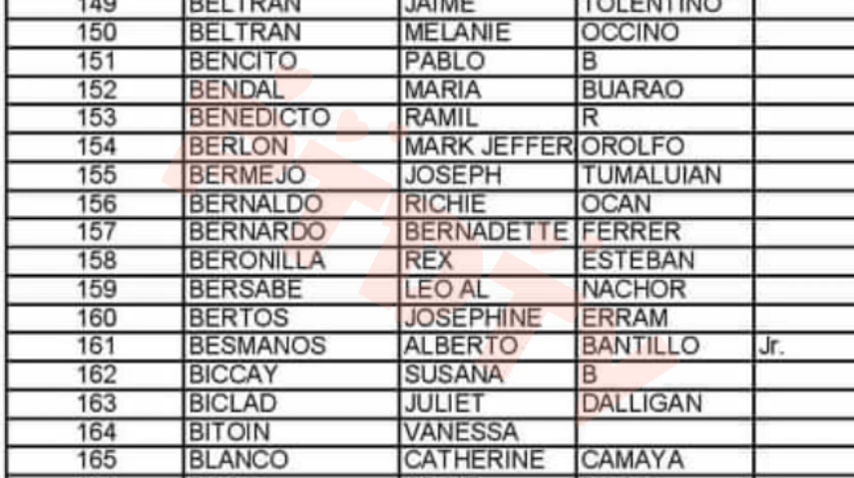 149 BELTRAN JAIME TOLENTINO
150 BELTRAN MELANIE OCCINO
151 BENCITO PABLO B
152 BENDAL MARIA BUARAO
153 BENEDICTO RAMIL R
154 BERLON MARK JEFFER OROLFO
155 BERMEJO JOSEPH TUMALUIAN
156 BERNALDO RICHIE OCAN
157 BERNARDO BERNADETTE FERRER
158 BERONILLA REX ESTEBAN
159 BERSABE LEO AL NACHOR
160 BERTOS JOSEPHINE ERRAM
161 BESMANOS ALBERTO BANTILLO Jr.
162 BICCAY SUSANA B
163 BICLAD JULIET DALLIGAN
164 BITOIN VANESSA
165 BLANCO CATHERINE CAMAYA